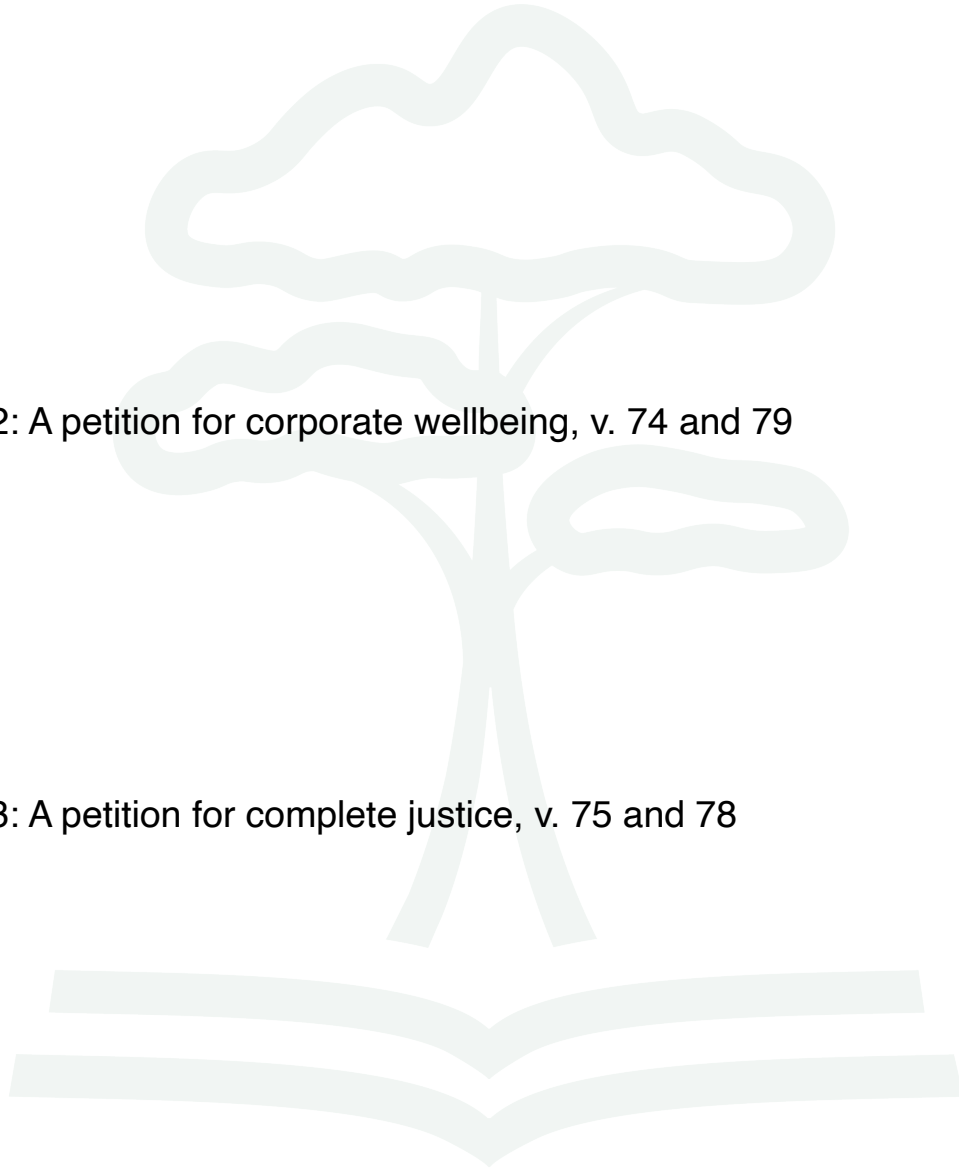 2: A petition for corporate wellbeing, v. 74 and 79
3: A petition for complete justice, v. 75 and 78